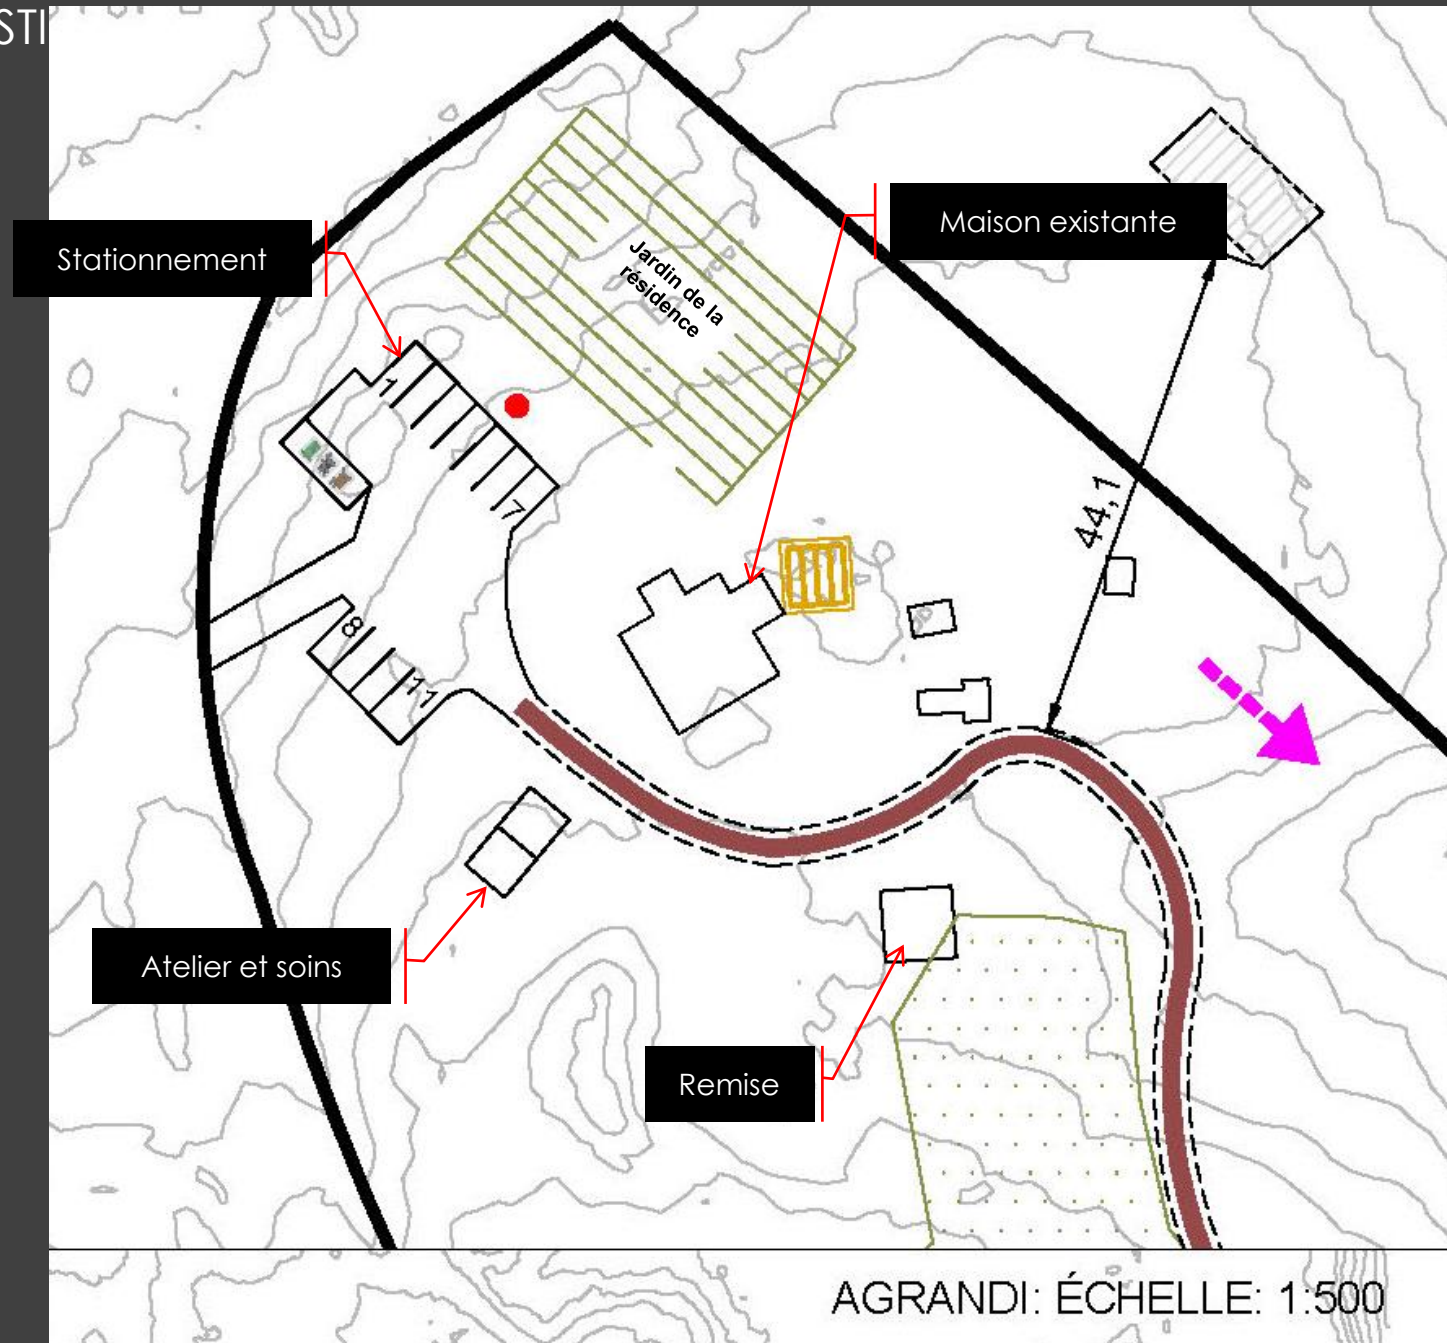 STI
Maison existante
Stationnement
Jardin de la
résidence
1
7
44,1
8
11
Atelier et soins
Remise
AGRANDI: ÉCHELLE: 1:500